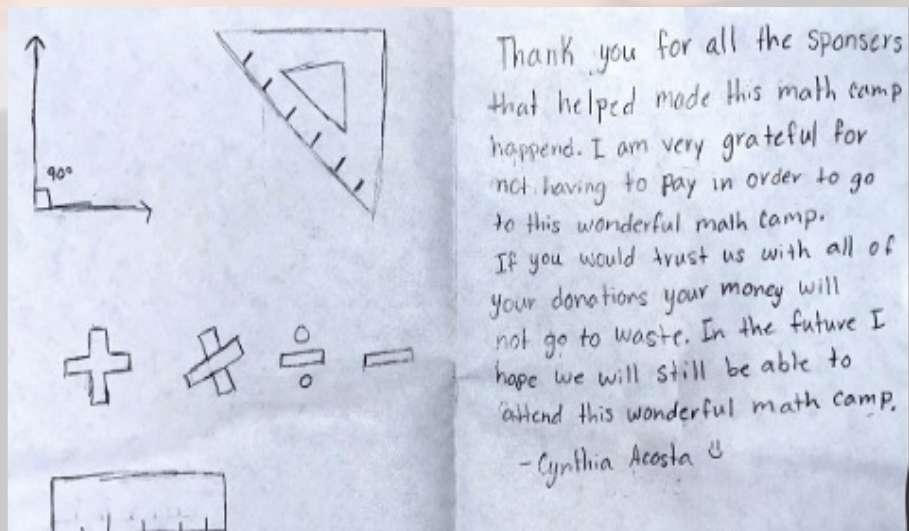 90°
Thank you for all the sponsers
that helped made this math camp
happend. I am very grateful for
not having to pay in order to go
to this wonderful math camp.
If you would trust us with all of
your donations your money will
not go to waste. In the future I
hope we will still be able to
attend this wonderful math camp.
- Cynthia Acosta